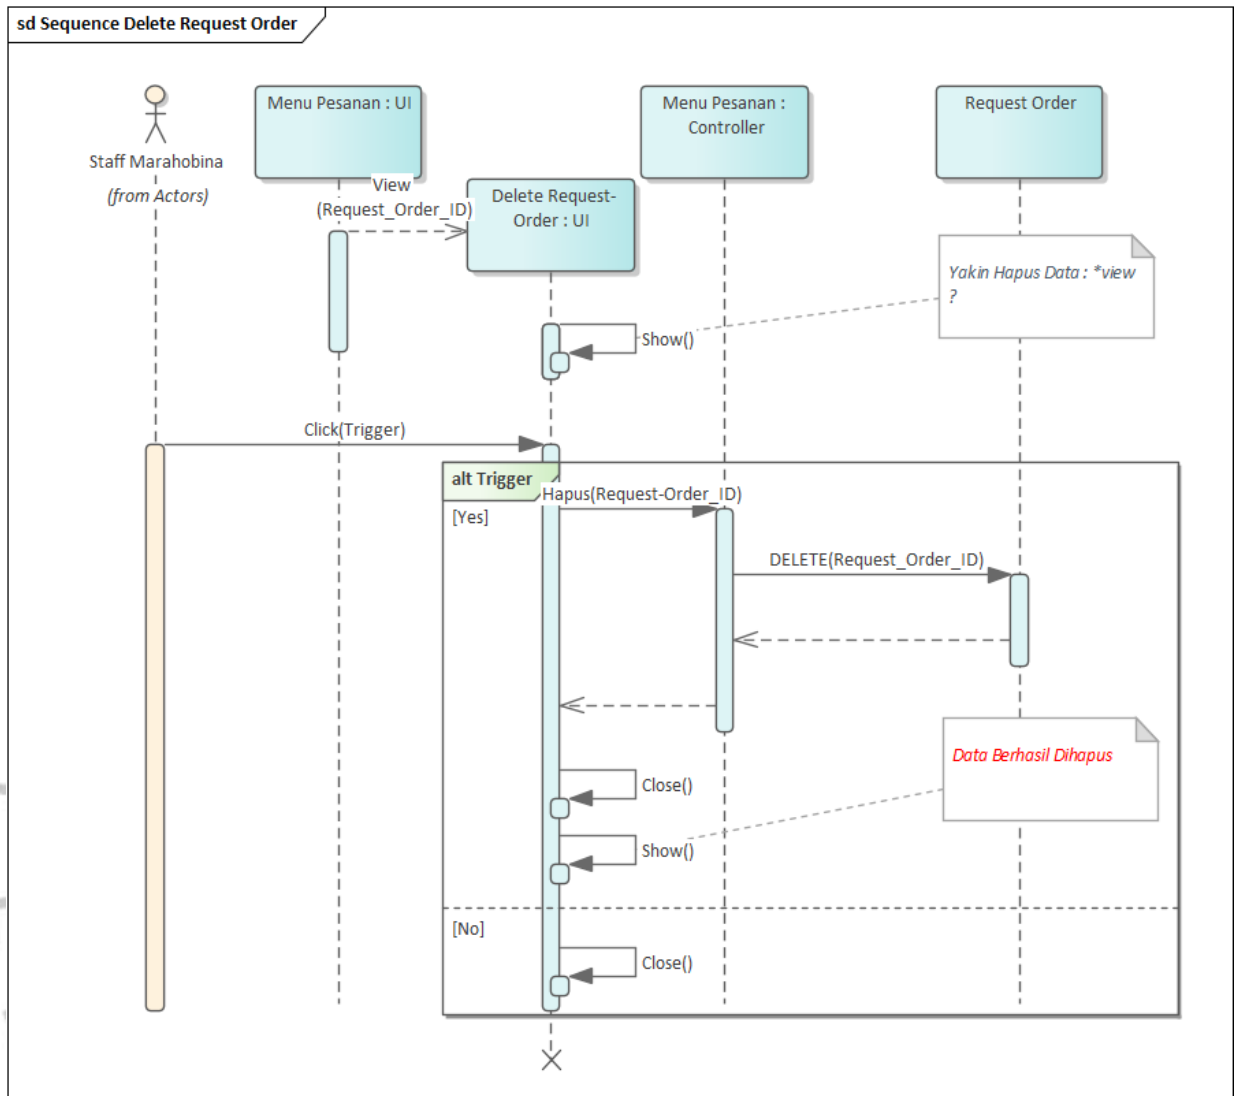 sd Sequence Delete Request Order
Menu Pesanan : UI
Menu Pesanan :
Controller
Request Order
Staff Marahobina
(from Actors)
View
(Request_Order_ID)
Delete Request-
Order : UI
Yakin Hapus Data : *view
?
Show()
Click(Trigger)
alt Trigger
Hapus(Request-Order_ID)
[Yes]
DELETE(Request_Order_ID)
Data Berhasil Dihapus
Close()
Show()
[No]
Close()